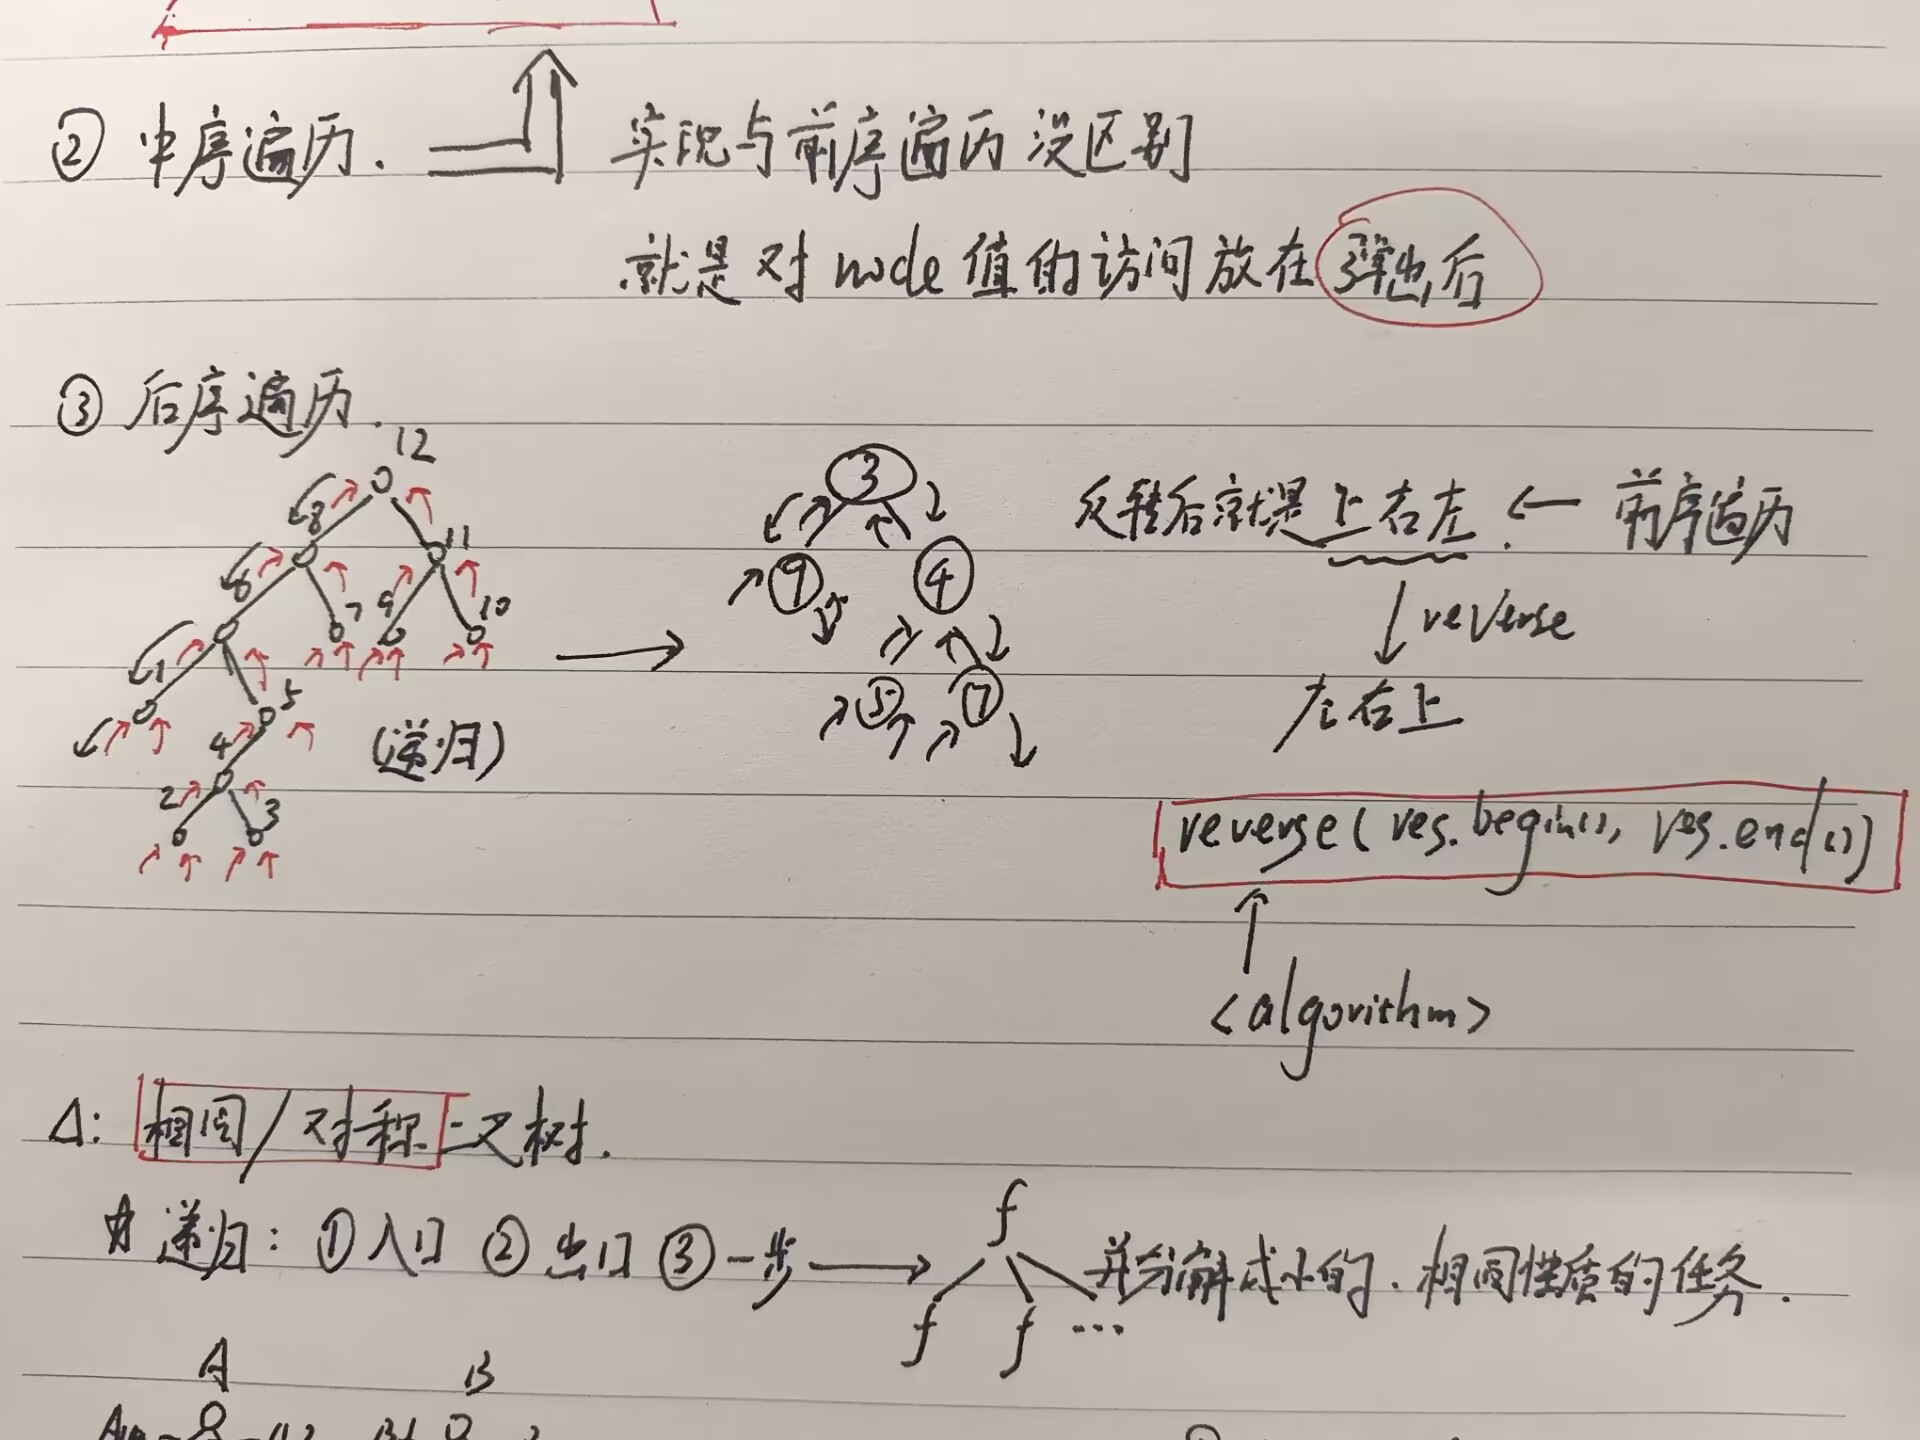 ② 中序遍历. 实现与前序遍历没区别
就是对node值的访问放在弹出后
③ 后序遍历.
12
8
11
6
7
9
10
1
5
4
2
3
(递归)
3
9
4
5
7
反转后就是上右左. ← 前序遍历
↓ reverse
左右上
reverse(res.begin(), res.end())
↑
<algorithm>
Δ: 相同/对称二叉树.
递归: ①入口 ②出口 ③一步 → f 并分解成小的、相同性质的任务.
f f ...
A B